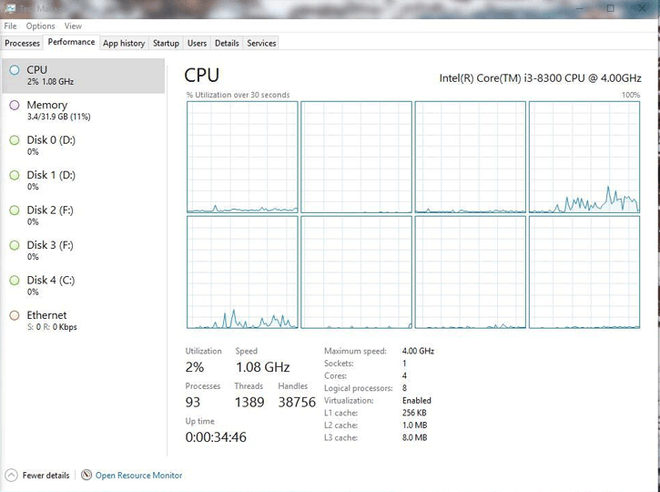 File Options View
Processes Performance App history Startup Users Details Services
CPU
2% 1.08 GHz
Memory
3.4/31.9 GB (11%)
Disk 0 (D:)
0%
Disk 1 (D:)
0%
Disk 2 (F:)
0%
Disk 3 (F:)
0%
Disk 4 (C:)
0%
Ethernet
S: 0 R: 0 Kbps
CPU
Intel(R) Core(TM) i3-8300 CPU @ 4.00GHz
% Utilization over 30 seconds 100%
Utilization Speed
2% 1.08 GHz
Processes Threads Handles
93 1389 38756
Up time
0:00:34:46
Maximum speed: 4.00 GHz
Sockets: 1
Cores: 4
Logical processors: 8
Virtualization: Enabled
L1 cache: 256 KB
L2 cache: 1.0 MB
L3 cache: 8.0 MB
Fewer details Open Resource Monitor